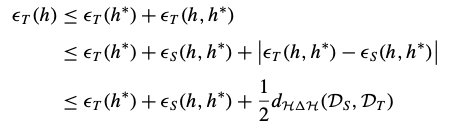 ϵ_T(h) ≤ ϵ_T(h*) + ϵ_T(h, h*)
≤ ϵ_T(h*) + ϵ_S(h, h*) + |ϵ_T(h, h*) − ϵ_S(h, h*)|
≤ ϵ_T(h*) + ϵ_S(h, h*) + 1/2 d_{ℋΔℋ}(𝒟_S, 𝒟_T)